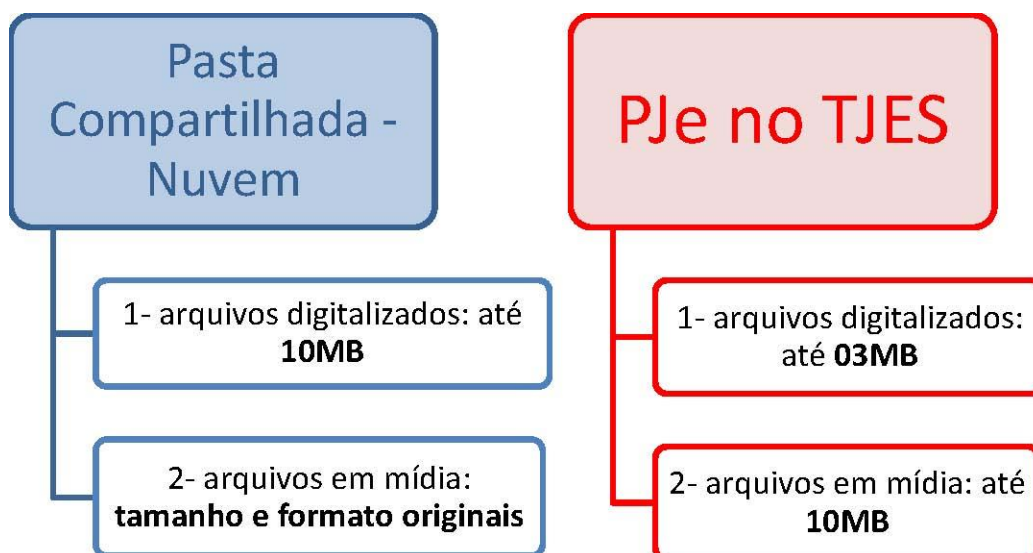 Pasta
Compartilhada -
Nuvem
1- arquivos digitalizados: até
10MB
2- arquivos em mídia:
tamanho e formato originais
PJe no TJES
1- arquivos digitalizados:
até 03MB
2- arquivos em mídia: até
10MB